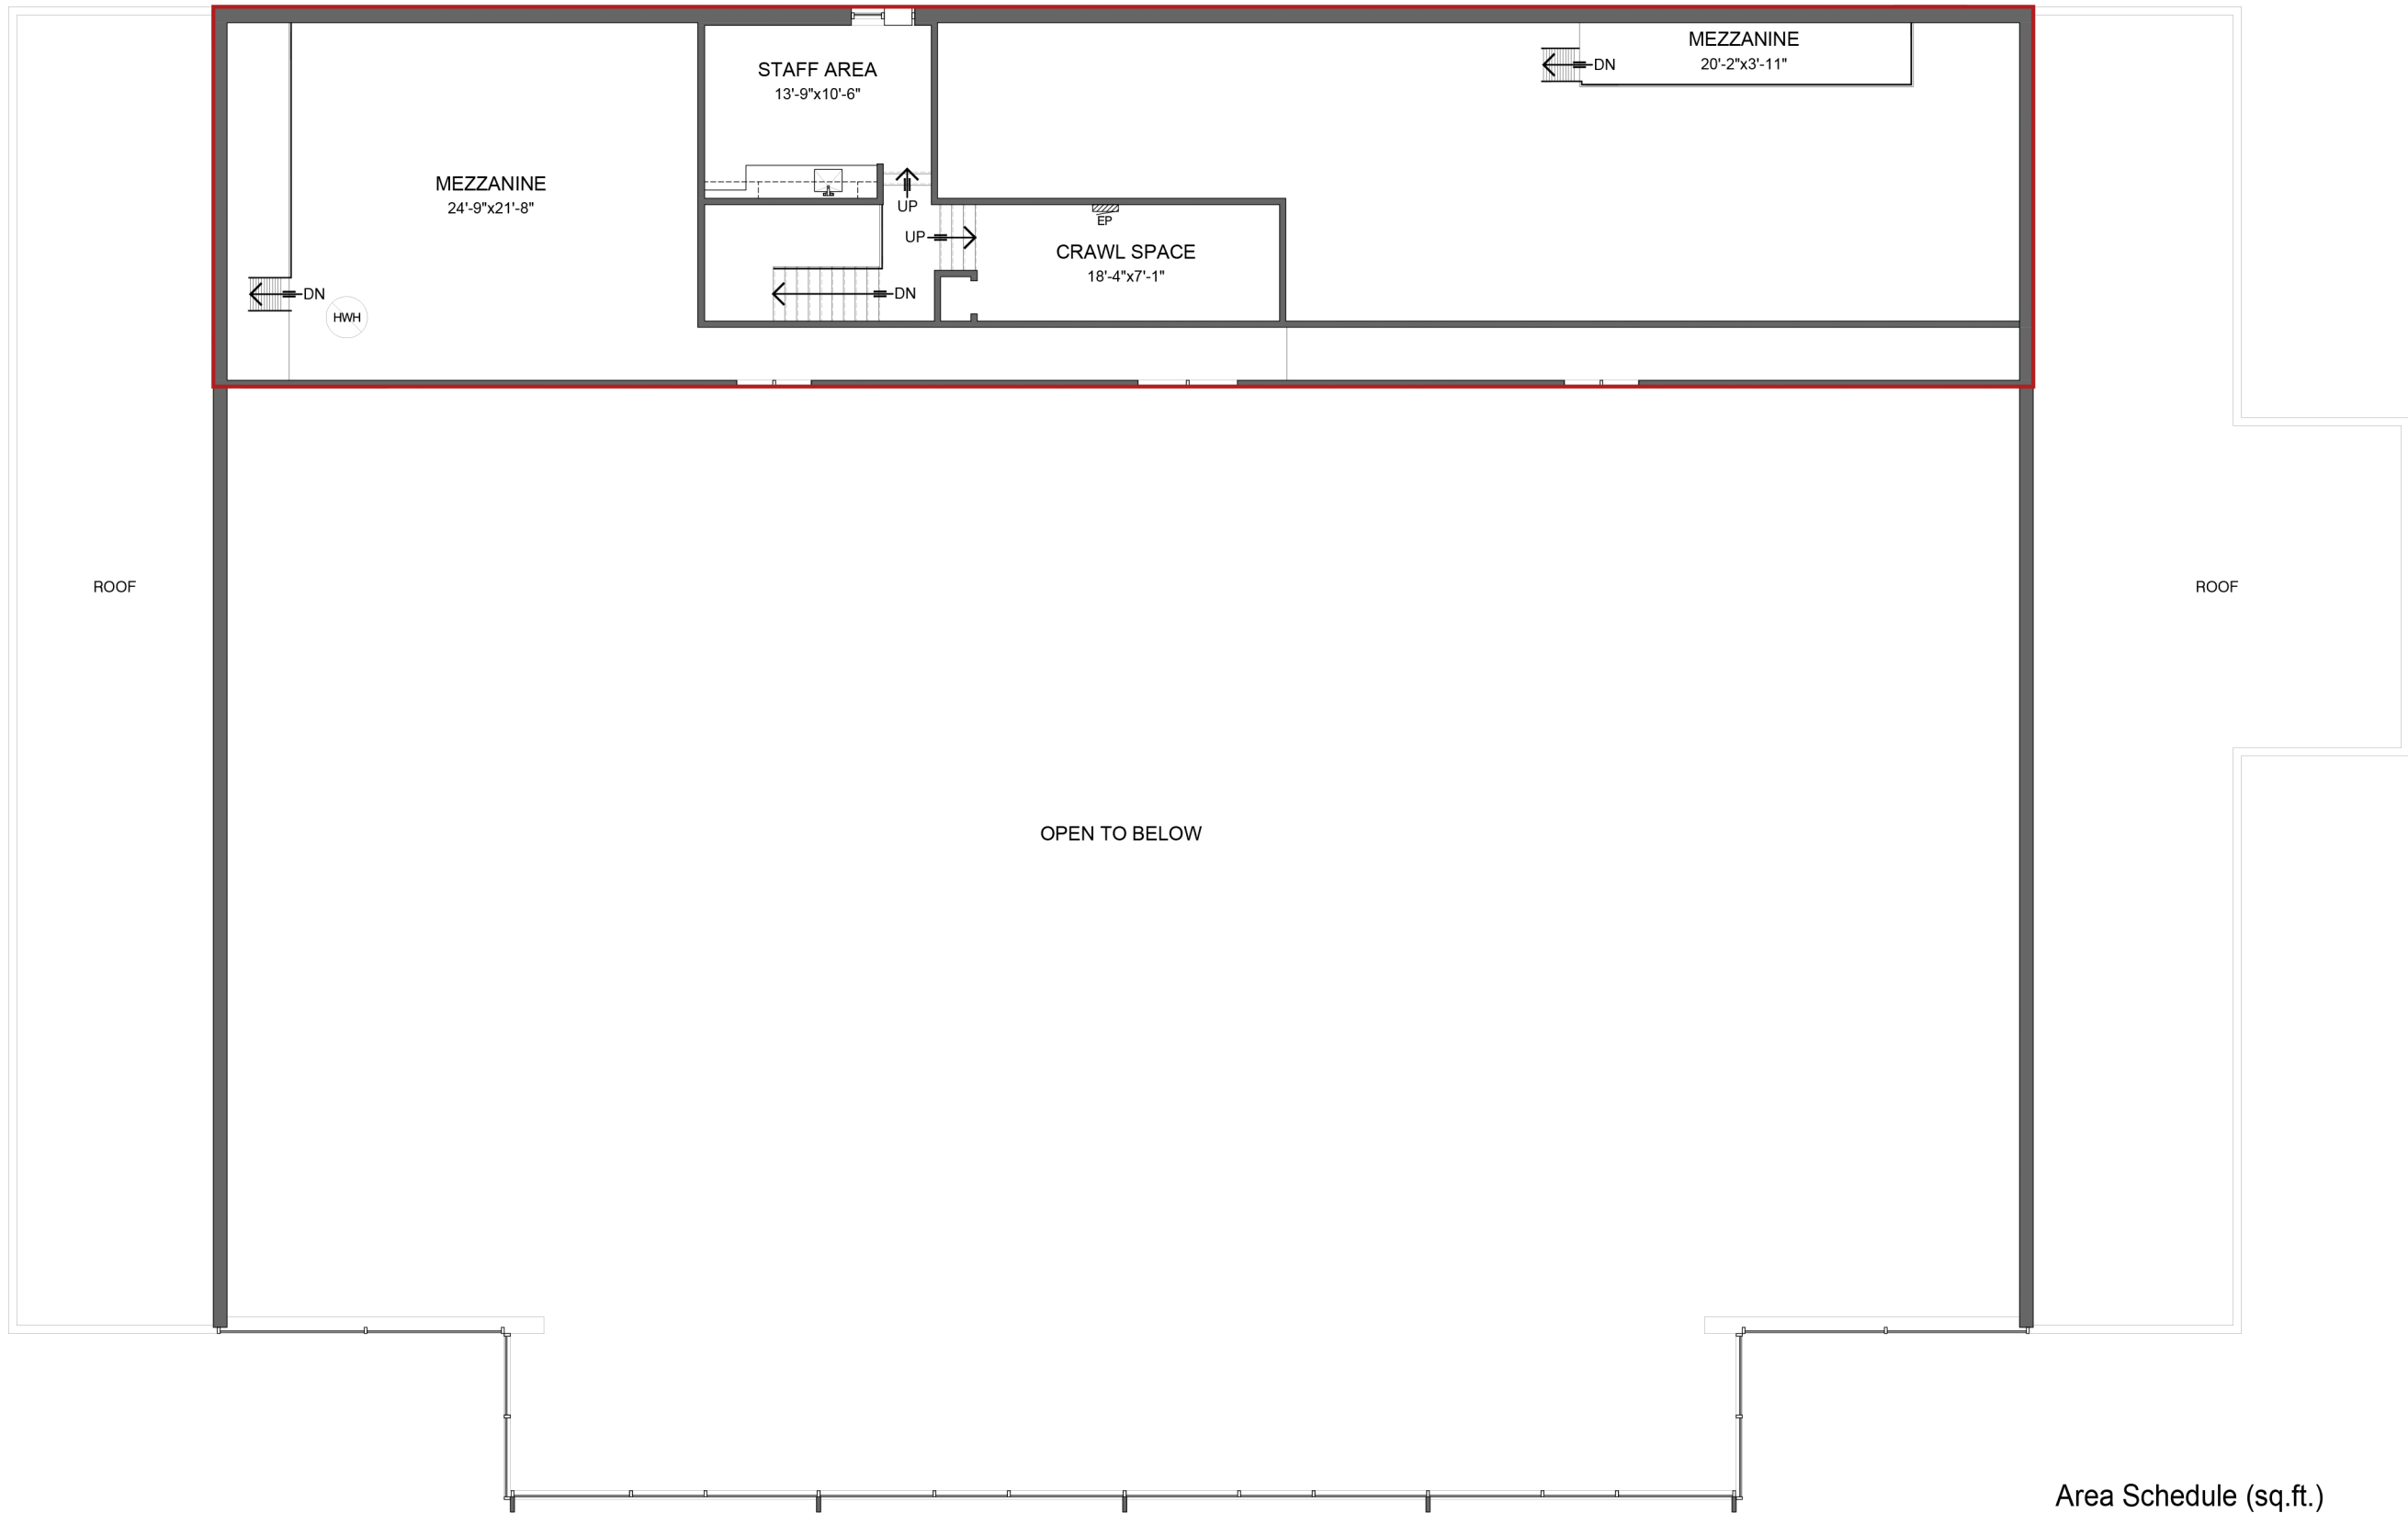 MEZZANINE
20'-2"x3'-11"
DN
STAFF AREA
13'-9"x10'-6"
MEZZANINE
24'-9"x21'-8"
UP
UP
EP
CRAWL SPACE
18'-4"x7'-1"
DN
DN
HWH
ROOF
ROOF
OPEN TO BELOW
Area Schedule (sq.ft.)